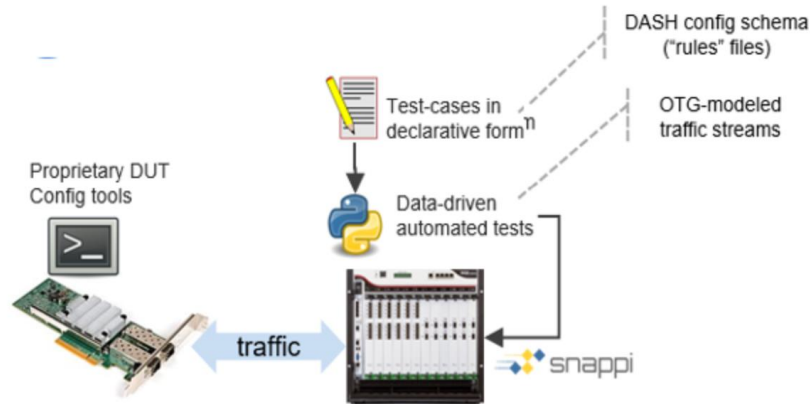 DASH config schema
("rules" files)
Test-cases in
declarative form
n
OTG-modeled
traffic streams
Proprietary DUT
Config tools
>_
Data-driven
automated tests
traffic
snappi